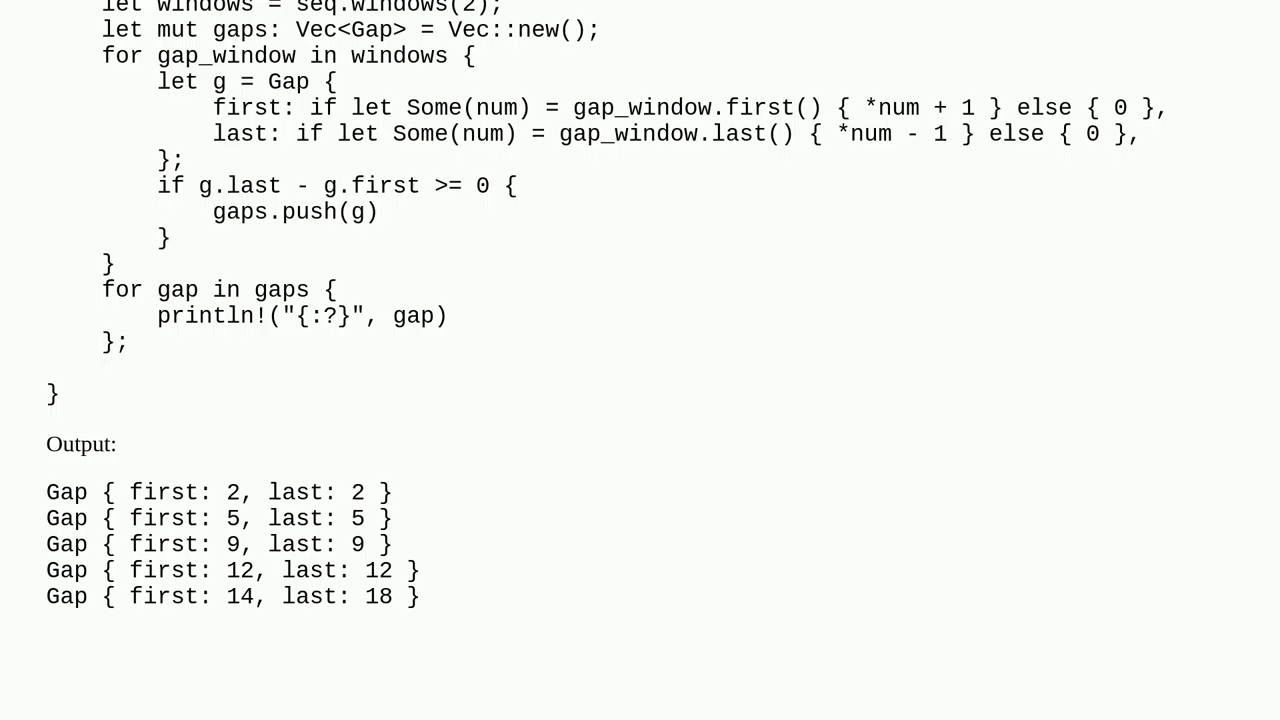 let windows = seq.windows(2);
let mut gaps: Vec<Gap> = Vec::new();
for gap_window in windows {
let g = Gap {
first: if let Some(num) = gap_window.first() { *num + 1 } else { 0 },
last: if let Some(num) = gap_window.last() { *num - 1 } else { 0 },
};
if g.last - g.first >= 0 {
gaps.push(g)
}
}
for gap in gaps {
println!("{:?}", gap)
};
}
Output:
Gap { first: 2, last: 2 }
Gap { first: 5, last: 5 }
Gap { first: 9, last: 9 }
Gap { first: 12, last: 12 }
Gap { first: 14, last: 18 }